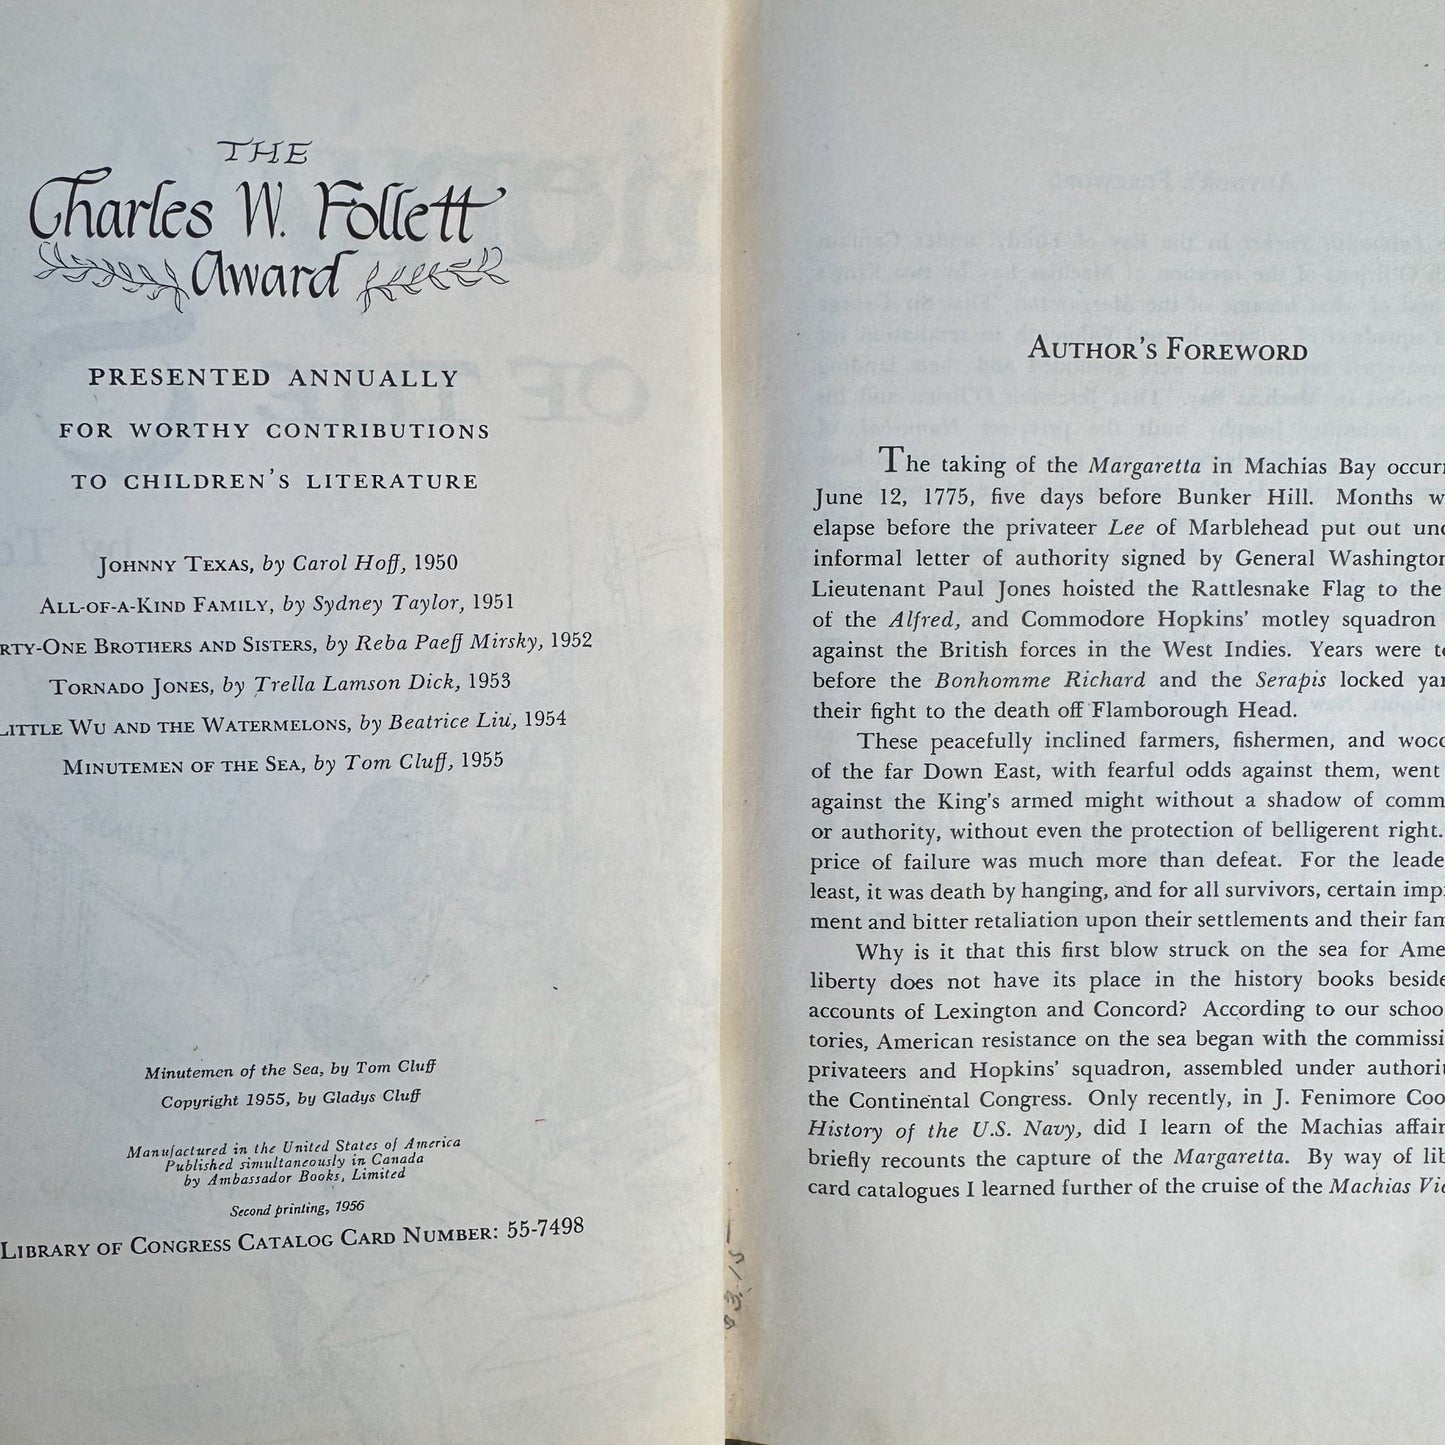 THE
Charles W. Follett
Award
PRESENTED ANNUALLY
FOR WORTHY CONTRIBUTIONS
TO CHILDREN'S LITERATURE
JOHNNY TEXAS, by Carol Hoff, 1950
ALL-OF-A-KIND FAMILY, by Sydney Taylor, 1951
RTY-ONE BROTHERS AND SISTERS, by Reba Paeff Mirsky, 1952
TORNADO JONES, by Trella Lamson Dick, 1953
LITTLE WU AND THE WATERMELONS, by Beatrice Liu, 1954
MINUTEMEN OF THE SEA, by Tom Cluff, 1955
Minutemen of the Sea, by Tom Cluff
Copyright 1955, by Gladys Cluff
Manufactured in the United States of America
Published simultaneously in Canada
by Ambassador Books, Limited
Second printing, 1956
LIBRARY OF CONGRESS CATALOG CARD NUMBER: 55-7498
AUTHOR'S FOREWORD
The taking of the Margaretta in Machias Bay occurr
June 12, 1775, five days before Bunker Hill. Months w
elapse before the privateer Lee of Marblehead put out und
informal letter of authority signed by General Washington
Lieutenant Paul Jones hoisted the Rattlesnake Flag to the
of the Alfred, and Commodore Hopkins' motley squadron
against the British forces in the West Indies. Years were to
before the Bonhomme Richard and the Serapis locked yar
their fight to the death off Flamborough Head.
These peacefully inclined farmers, fishermen, and wood
of the far Down East, with fearful odds against them, went
against the King's armed might without a shadow of comm
or authority, without even the protection of belligerent right.
price of failure was much more than defeat. For the leade
least, it was death by hanging, and for all survivors, certain impr
ment and bitter retaliation upon their settlements and their fam
Why is it that this first blow struck on the sea for Ame
liberty does not have its place in the history books beside
accounts of Lexington and Concord? According to our schoo
tories, American resistance on the sea began with the commissi
privateers and Hopkins' squadron, assembled under authorit
the Continental Congress. Only recently, in J. Fenimore Coo
History of the U.S. Navy, did I learn of the Machias affair
briefly recounts the capture of the Margaretta. By way of lib
card catalogues I learned further of the cruise of the Machias Vic